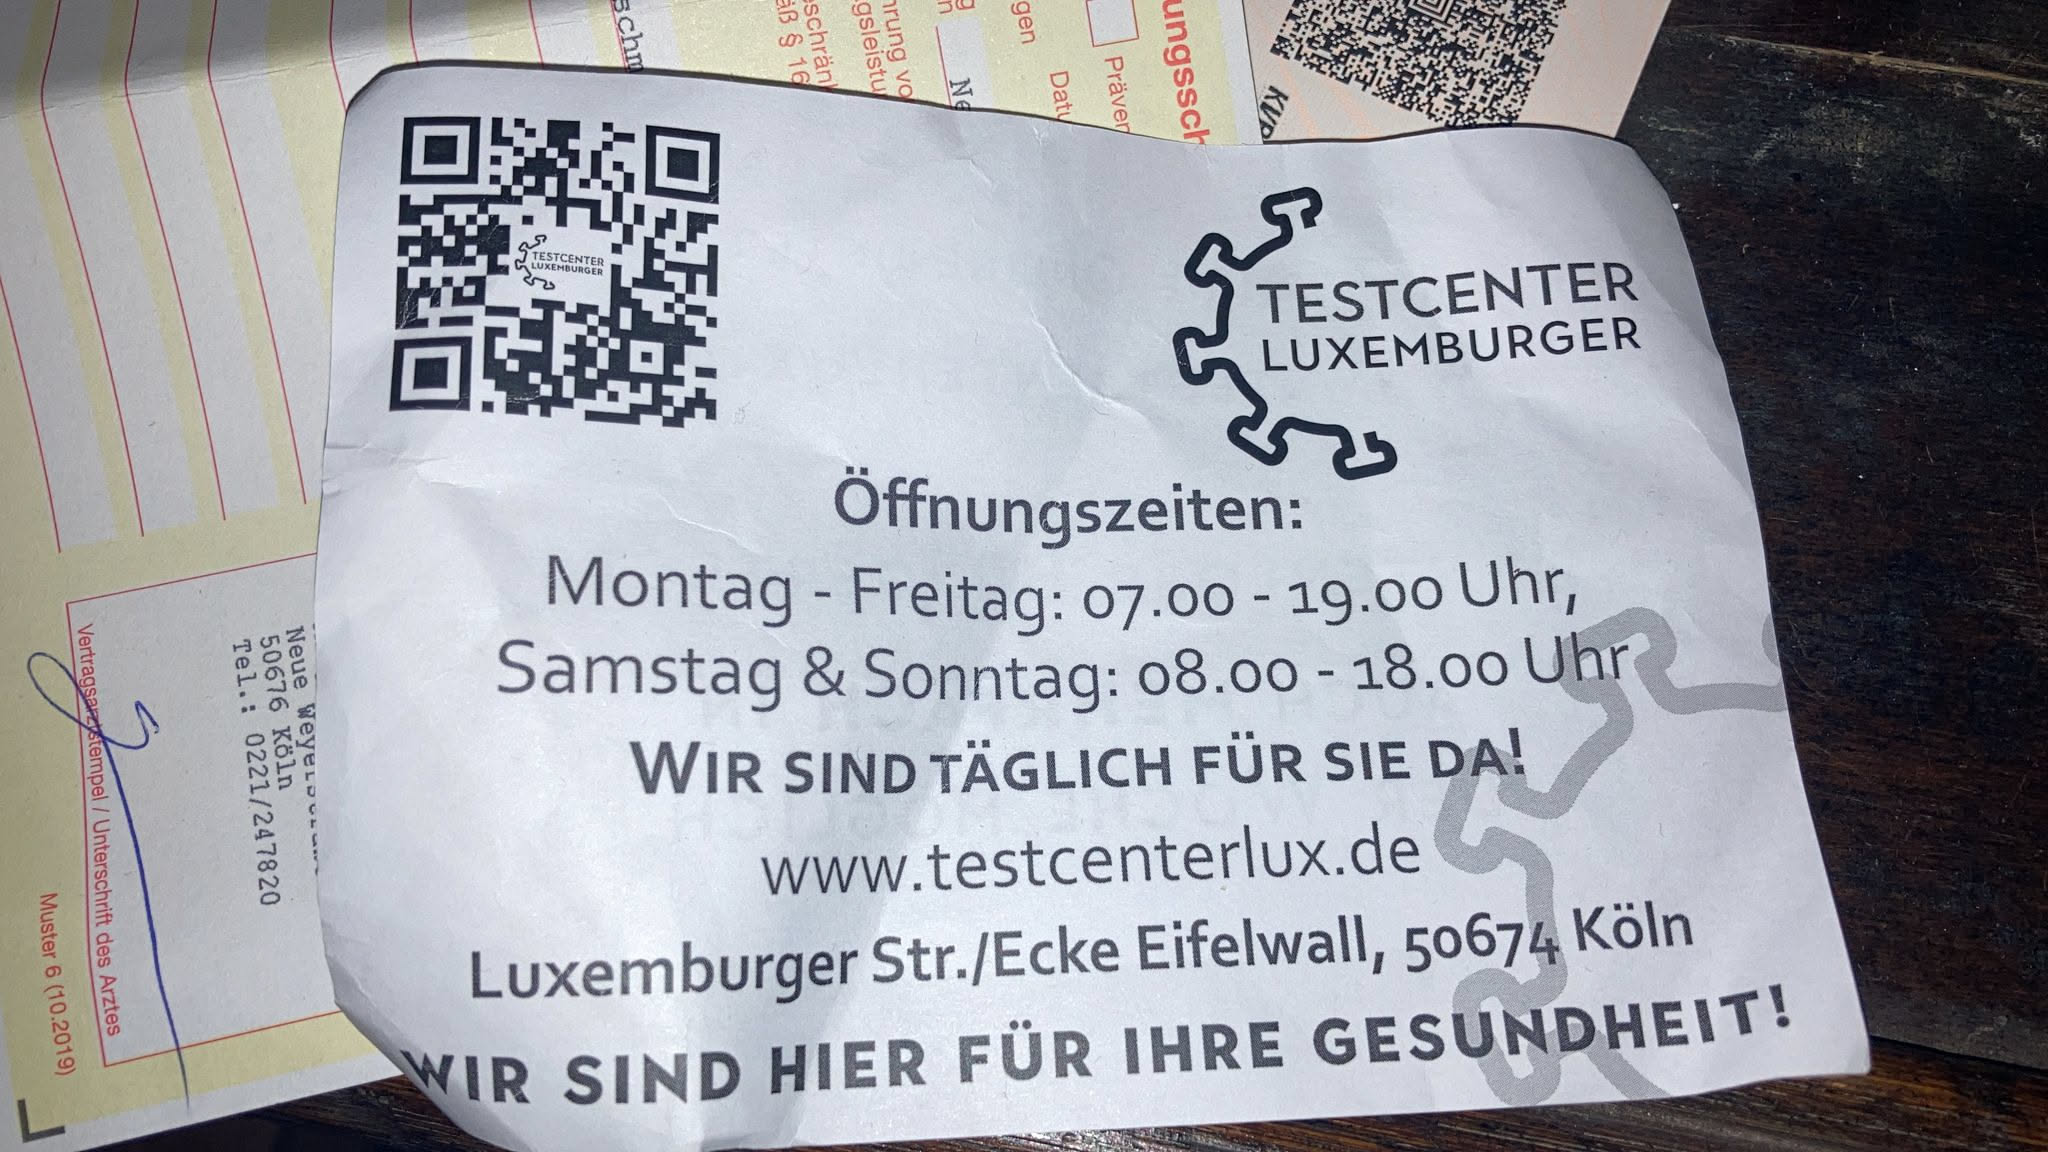 TESTCENTER
LUXEMBURGER
TESTCENTER
LUXEMBURGER
Öffnungszeiten:
Montag - Freitag: 07.00 - 19.00 Uhr,
Samstag & Sonntag: 08.00 - 18.00 Uhr
WIR SIND TÄGLICH FÜR SIE DA!
www.testcenterlux.de
Luxemburger Str./Ecke Eifelwall, 50674 Köln
WIR SIND HIER FÜR IHRE GESUNDHEIT!
Neue
50676 Köln
Tel.: 0221/247820
Vertragsarztstempel / Unterschrift des Arztes
Muster 6 (10.2019)